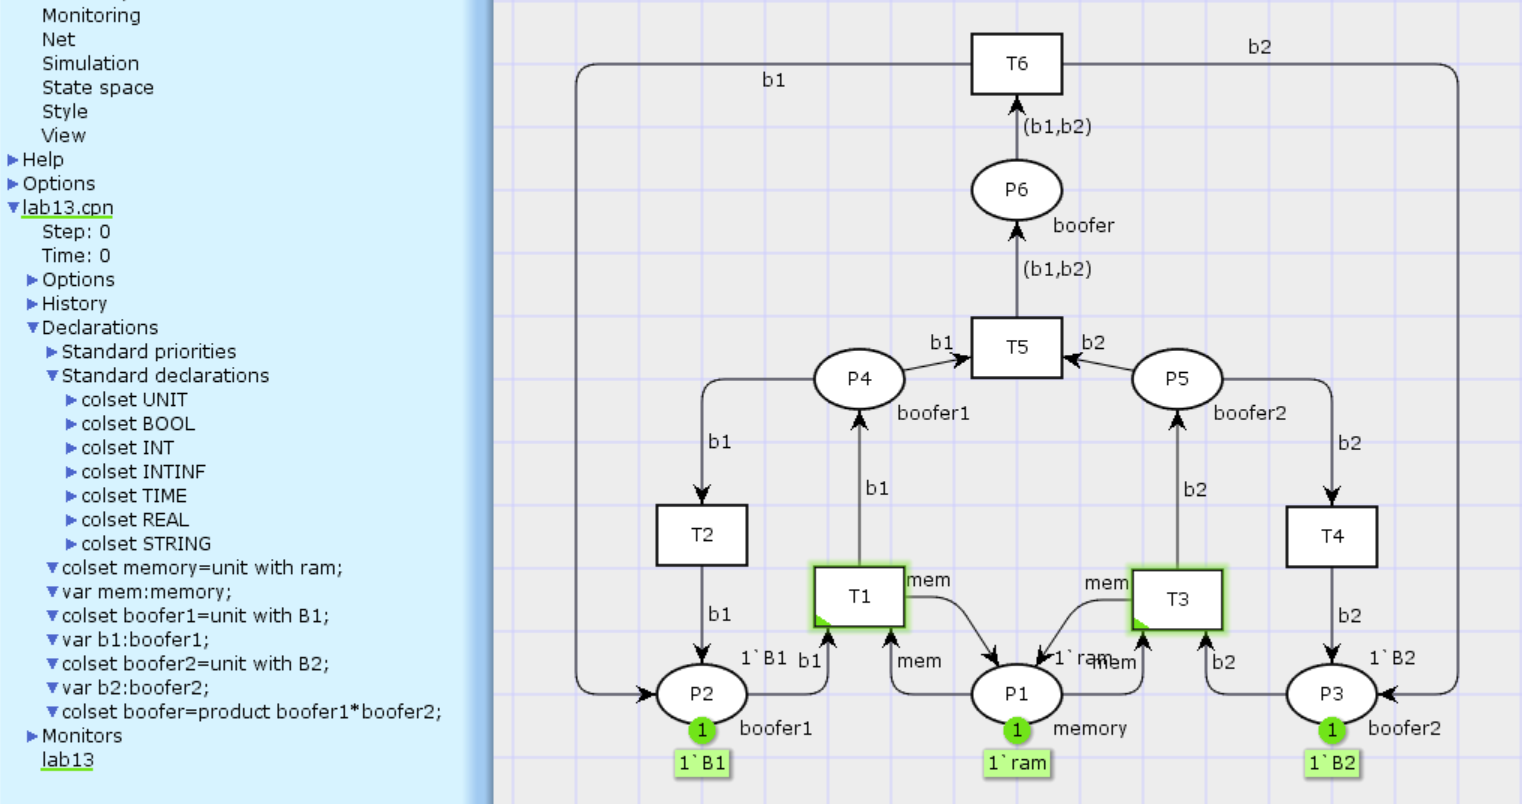 Monitoring
Net
Simulation
State space
Style
View
Help
Options
lab13.cpn
Step: 0
Time: 0
Options
History
Declarations
Standard priorities
Standard declarations
colset UNIT
colset BOOL
colset INT
colset INTINF
colset TIME
colset REAL
colset STRING
colset memory=unit with ram;
var mem:memory;
colset boofer1=unit with B1;
var b1:boofer1;
colset boofer2=unit with B2;
var b2:boofer2;
colset boofer=product boofer1*boofer2;
Monitors
lab13
b2
T6
b1
(b1,b2)
P6
boofer
(b1,b2)
b1
T5
b2
P4
P5
boofer1
boofer2
b1
b2
b1
b2
T2
T4
mem
mem
T1
T3
b1
b2
1`B1
b1
mem
1`ram
mem
b2
1`B2
P2
P1
P3
1
boofer1
1
memory
1
boofer2
1`B1
1`ram
1`B2